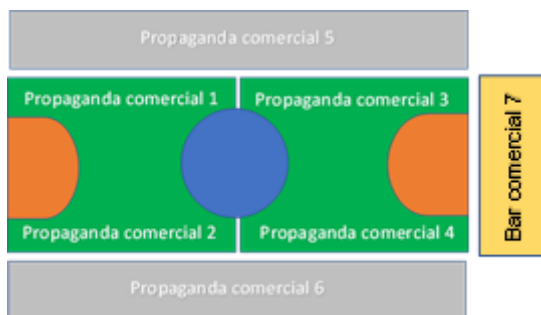 Propaganda comercial 5
Propaganda comercial 1
Propaganda comercial 3
Bar comercial 7
Propaganda comercial 2
Propaganda comercial 4
Propaganda comercial 6